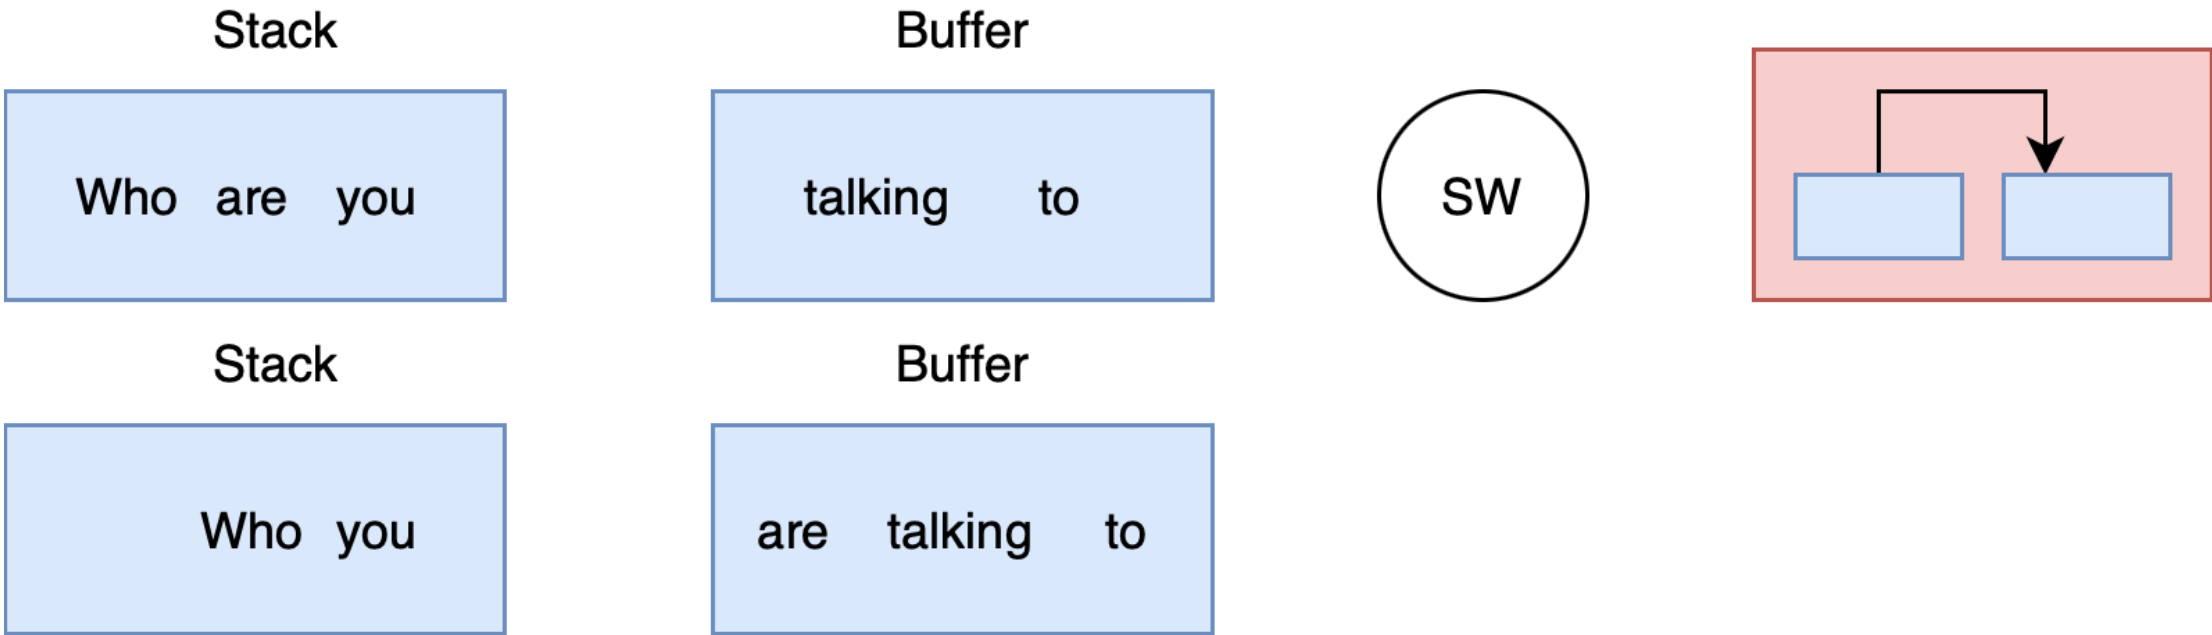 Stack Buffer
Who are you talking to SW
Stack Buffer
Who you are talking to